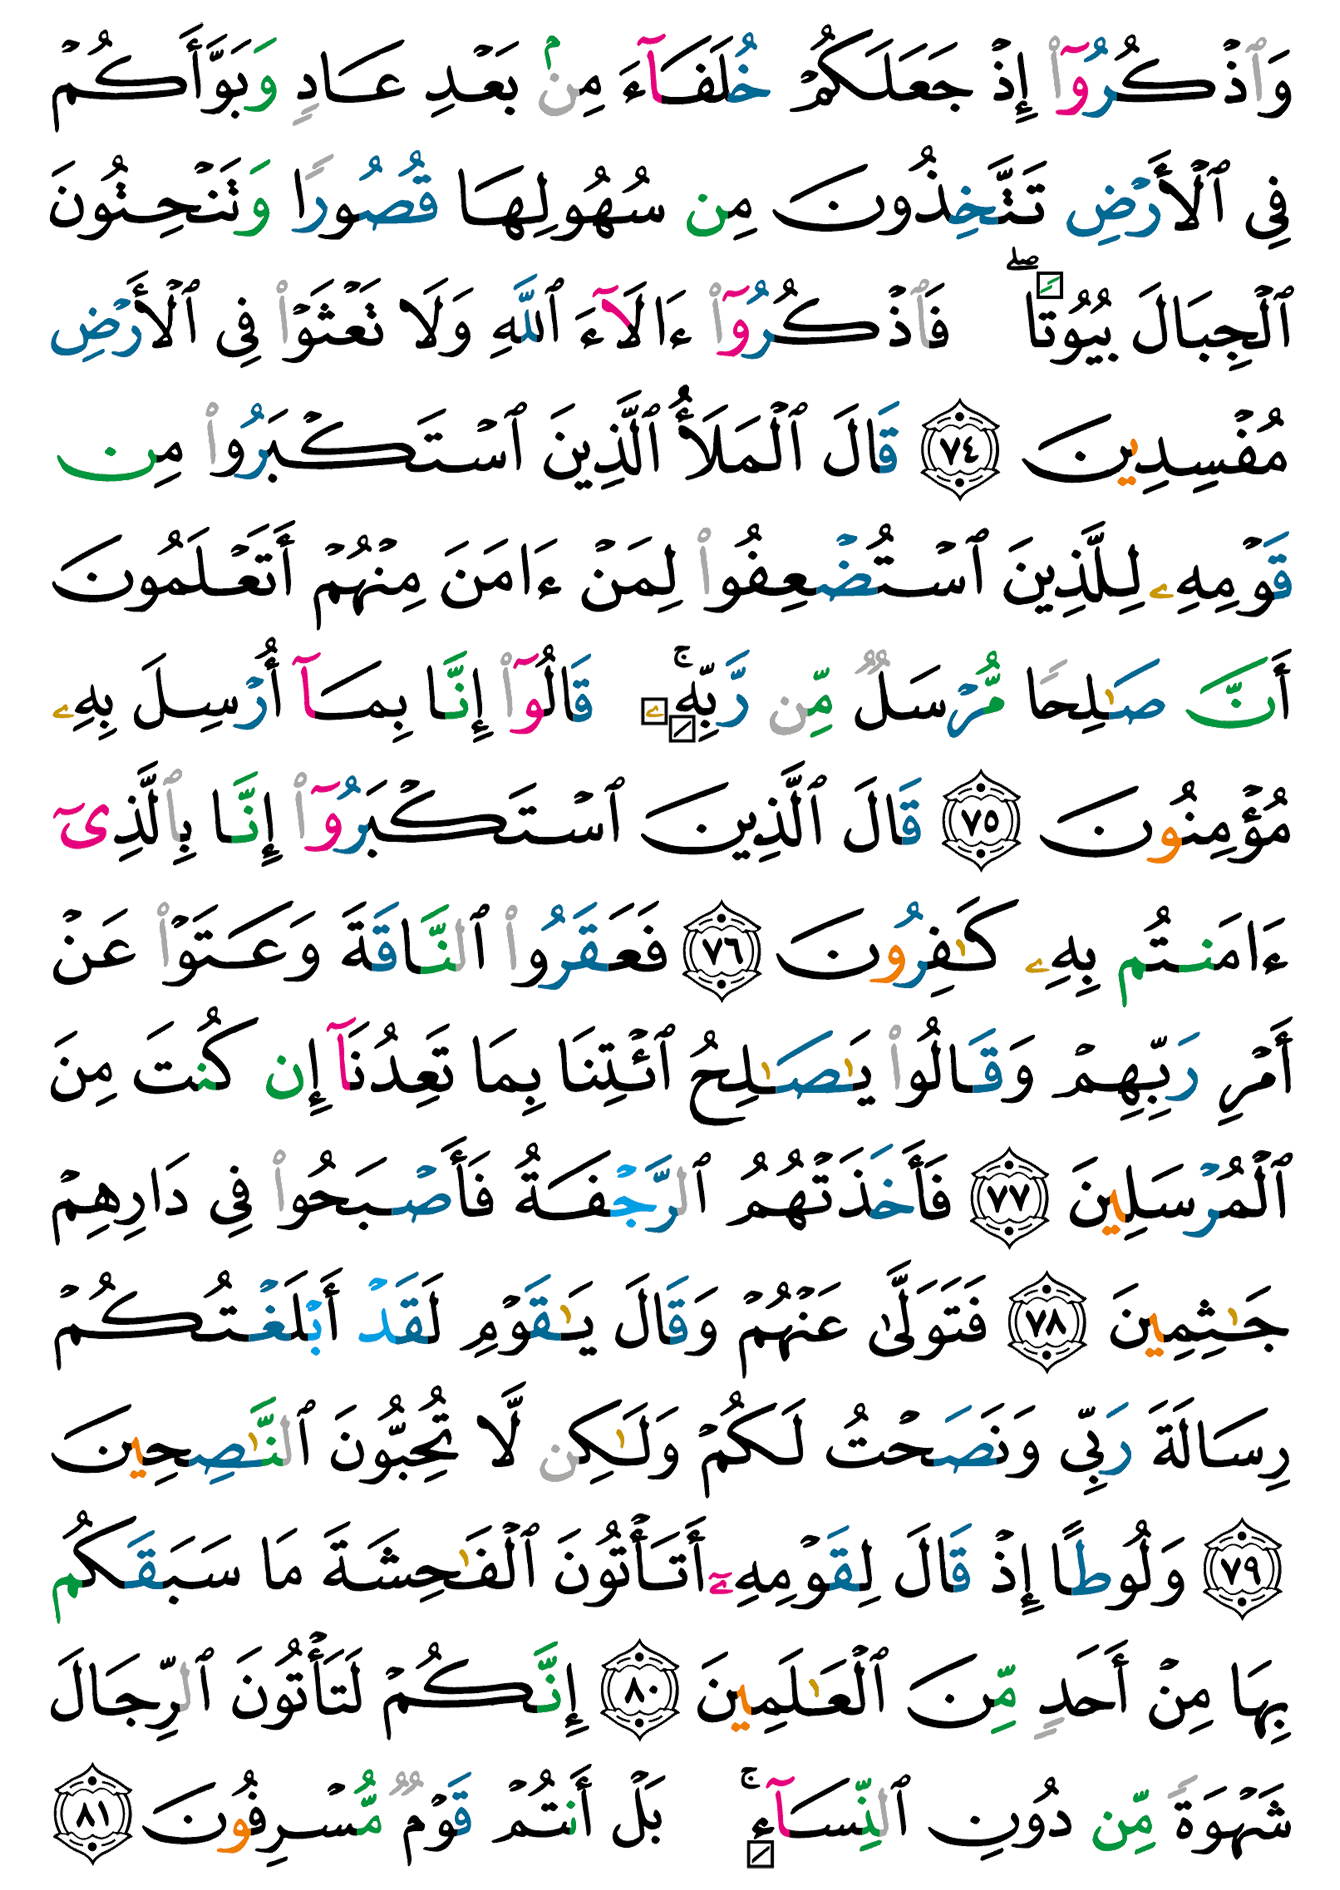 وَٱذْكُرُوٓا۟ إِذْ جَعَلَكُمْ خُلَفَآءَ مِنۢ بَعْدِ عَادٍ وَبَوَّأَكُمْ
فِى ٱلْأَرْضِ تَتَّخِذُونَ مِن سُهُولِهَا قُصُورًا وَتَنْحِتُونَ
ٱلْجِبَالَ بُيُوتًا ۖ فَٱذْكُرُوٓا۟ ءَالَآءَ ٱللَّهِ وَلَا تَعْثَوْا۟ فِى ٱلْأَرْضِ
مُفْسِدِينَ ٧٤ قَالَ ٱلْمَلَأُ ٱلَّذِينَ ٱسْتَكْبَرُوا۟ مِن
قَوْمِهِۦ لِلَّذِينَ ٱسْتُضْعِفُوا۟ لِمَنْ ءَامَنَ مِنْهُمْ أَتَعْلَمُونَ
أَنَّ صَـٰلِحًا مُّرْسَلٌ مِّن رَّبِّهِۦ ۚ قَالُوٓا۟ إِنَّا بِمَآ أُرْسِلَ بِهِۦ
مُؤْمِنُونَ ٧٥ قَالَ ٱلَّذِينَ ٱسْتَكْبَرُوٓا۟ إِنَّا بِٱلَّذِىٓ
ءَامَنتُم بِهِۦ كَـٰفِرُونَ ٧٦ فَعَقَرُوا۟ ٱلنَّاقَةَ وَعَتَوْا۟ عَنْ
أَمْرِ رَبِّهِمْ وَقَالُوا۟ يَـٰصَـٰلِحُ ٱئْتِنَا بِمَا تَعِدُنَآ إِن كُنتَ مِنَ
ٱلْمُرْسَلِينَ ٧٧ فَأَخَذَتْهُمُ ٱلرَّجْفَةُ فَأَصْبَحُوا۟ فِى دَارِهِمْ
جَـٰثِمِينَ ٧٨ فَتَوَلَّىٰ عَنْهُمْ وَقَالَ يَـٰقَوْمِ لَقَدْ أَبْلَغْتُكُمْ
رِسَالَةَ رَبِّى وَنَصَحْتُ لَكُمْ وَلَـٰكِن لَّا تُحِبُّونَ ٱلنَّـٰصِحِينَ
٧٩ وَلُوطًا إِذْ قَالَ لِقَوْمِهِۦٓ أَتَأْتُونَ ٱلْفَـٰحِشَةَ مَا سَبَقَكُم
بِهَا مِنْ أَحَدٍ مِّنَ ٱلْعَـٰلَمِينَ ٨٠ إِنَّكُمْ لَتَأْتُونَ ٱلرِّجَالَ
شَهْوَةً مِّن دُونِ ٱلنِّسَآءِ ۚ بَلْ أَنتُمْ قَوْمٌ مُّسْرِفُونَ ٨١